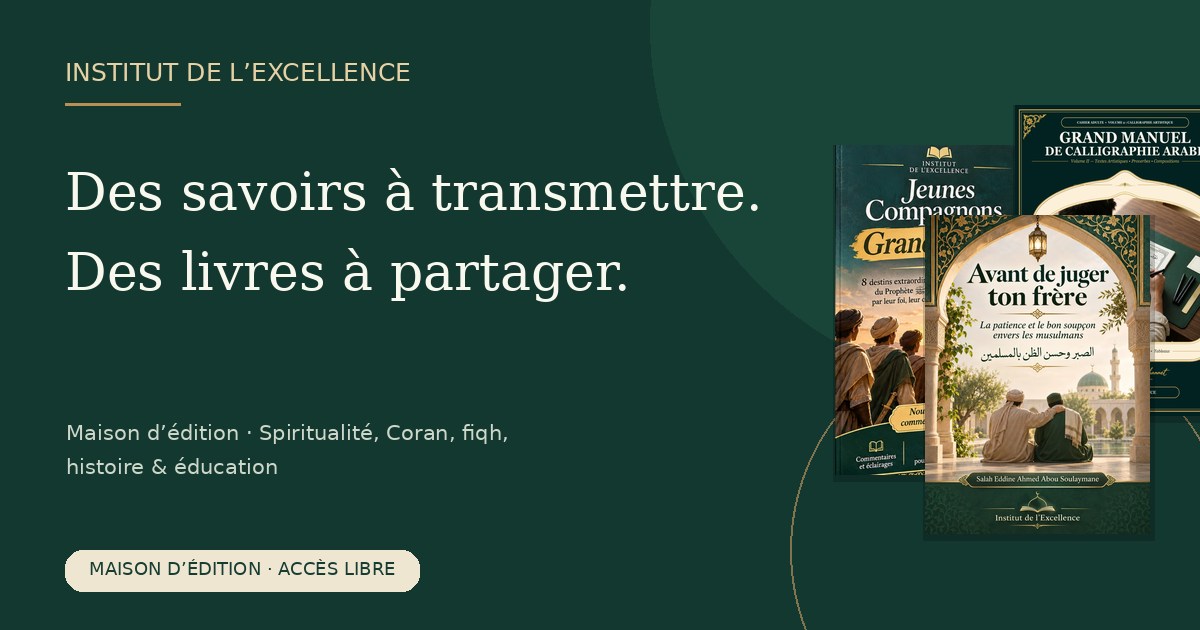 INSTITUT DE L’EXCELLENCE
Des savoirs à transmettre.
Des livres à partager.
Maison d’édition · Spiritualité, Coran, fiqh,
histoire & éducation
MAISON D’ÉDITION · ACCÈS LIBRE
INSTITUT
DE L’EXCELLENCE
Jeunes
Compagnons
8 destins
du Prophète
par leur foi, leur
Commentaires
et éclairages
GRAND MANUEL
DE CALLIGRAPHIE ARABE
Avant de juger
ton frère
La patience et le bon soupçon
envers les musulmans
الصبر وحسن الظن بالمسلمين
Salah Eddine Ahmed Abou Soulaymane
Institut de l'Excellence